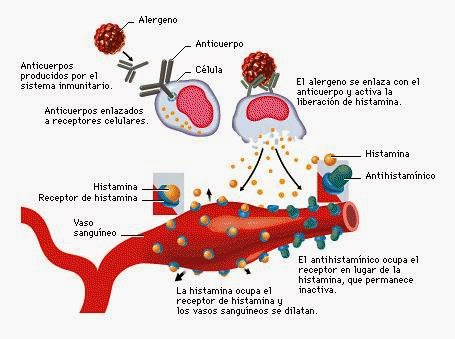 Alergeno
Anticuerpo
Célula
Anticuerpos
producidos por el
sistema inmunitario.
Anticuerpos enlazados
a receptores celulares.
El alergeno se enlaza con el
anticuerpo y activa la
liberación de histamina.
Histamina
Antihistamínico
Histamina
Receptor de histamina
Vaso
sanguíneo
La histamina ocupa el
receptor de histamina y
los vasos sanguíneos se dilatan.
El antihistamínico ocupa el
receptor en lugar de la
histamina, que permanece
inactiva.